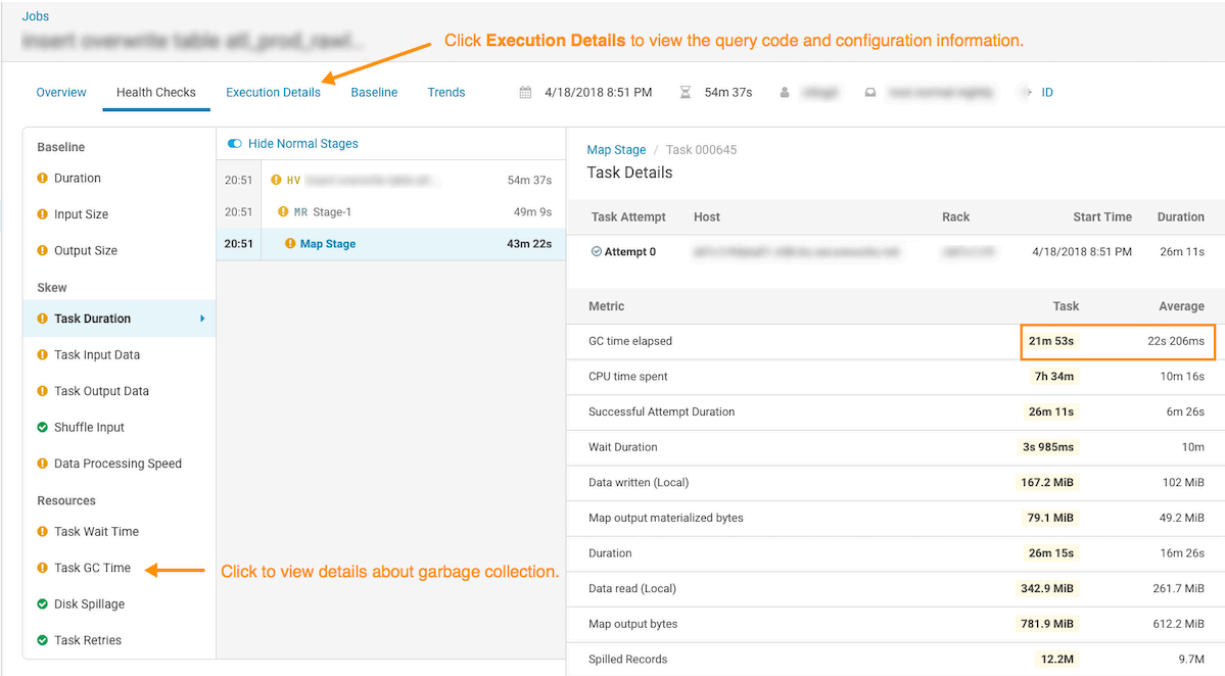 Jobs
Click Execution Details to view the query code and configuration information.
Overview Health Checks Execution Details Baseline Trends 4/18/2018 8:51 PM 54m 37s ID
Baseline
Duration
Input Size
Output Size
Skew
Task Duration
Task Input Data
Task Output Data
Shuffle Input
Data Processing Speed
Resources
Task Wait Time
Task GC Time
Click to view details about garbage collection.
Disk Spillage
Task Retries
Hide Normal Stages
20:51 HV 54m 37s
20:51 MR Stage-1 49m 9s
20:51 Map Stage 43m 22s
Map Stage / Task 000645
Task Details
Task Attempt Host Rack Start Time Duration
Attempt 0 4/18/2018 8:51 PM 26m 11s
Metric Task Average
GC time elapsed 21m 53s 22s 206ms
CPU time spent 7h 34m 10m 16s
Successful Attempt Duration 26m 11s 6m 26s
Wait Duration 3s 985ms 10m
Data written (Local) 167.2 MiB 102 MiB
Map output materialized bytes 79.1 MiB 49.2 MiB
Duration 26m 15s 16m 26s
Data read (Local) 342.9 MiB 261.7 MiB
Map output bytes 781.9 MiB 612.2 MiB
Spilled Records 12.2M 9.7M